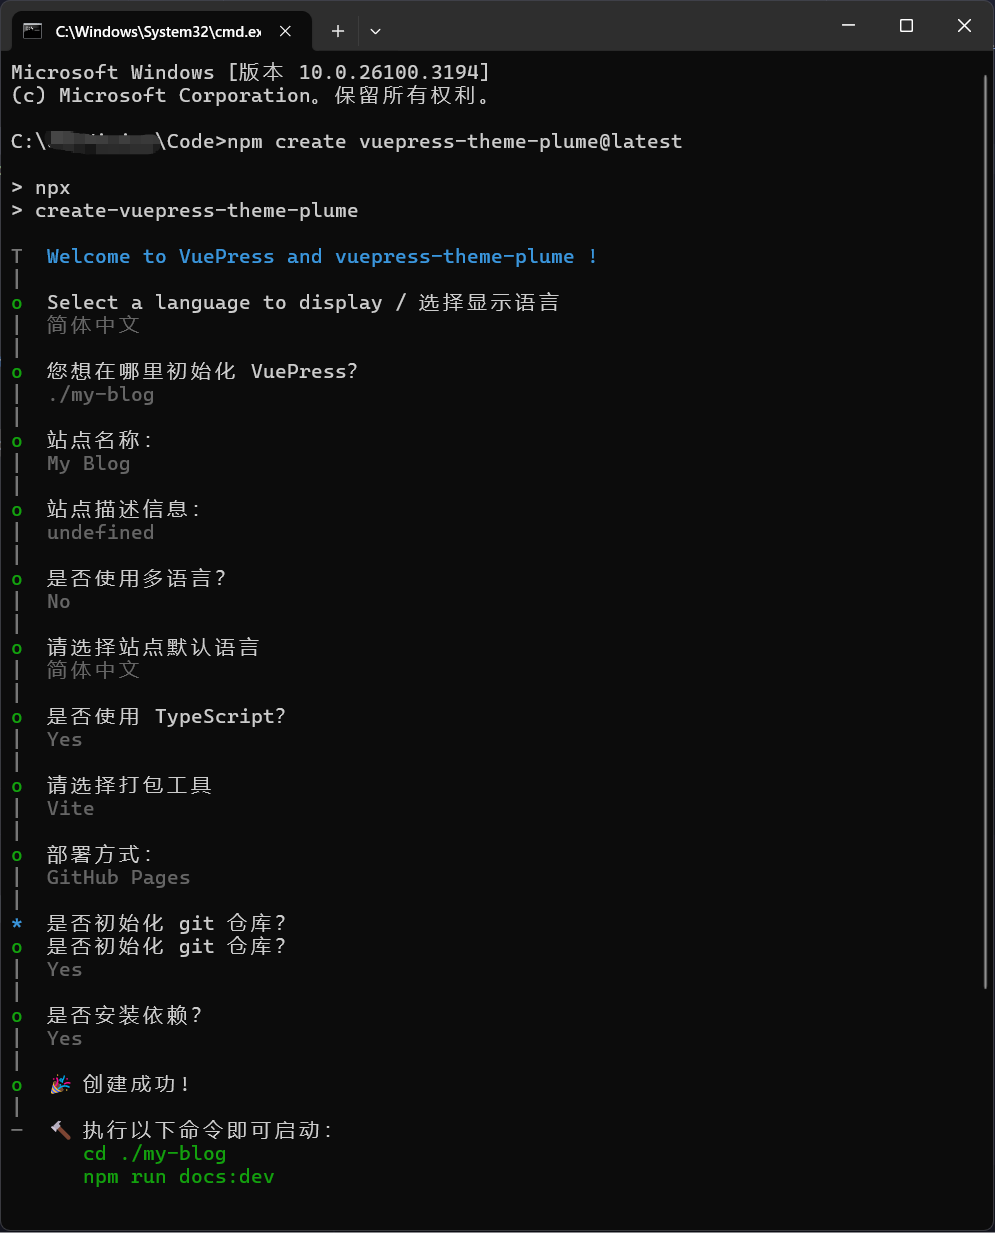 C:\Windows\System32\cmd.ex
Microsoft Windows [版本 10.0.26100.3194]
(c) Microsoft Corporation。保留所有权利。
C:\ \Code>npm create vuepress-theme-plume@latest
> npx
> create-vuepress-theme-plume
T Welcome to VuePress and vuepress-theme-plume !
o Select a language to display / 选择显示语言
| 简体中文
o 您想在哪里初始化 VuePress?
| ./my-blog
o 站点名称:
| My Blog
o 站点描述信息:
| undefined
o 是否使用多语言?
| No
o 请选择站点默认语言
| 简体中文
o 是否使用 TypeScript?
| Yes
o 请选择打包工具
| Vite
o 部署方式:
| GitHub Pages
* 是否初始化 git 仓库?
o 是否初始化 git 仓库?
| Yes
o 是否安装依赖?
| Yes
o 🎉 创建成功!
— 🔨 执行以下命令即可启动:
cd ./my-blog
npm run docs:dev